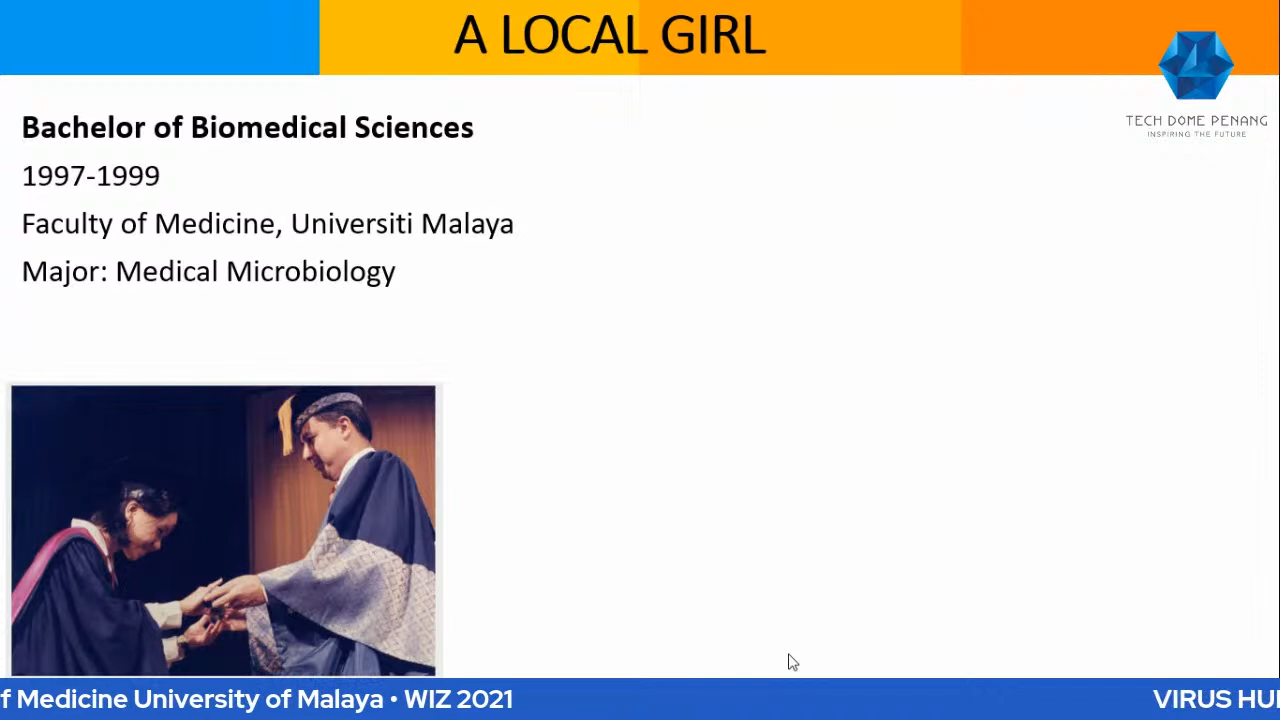 A LOCAL GIRL
TECH DOME PENANG
INSPIRING THE FUTURE
Bachelor of Biomedical Sciences
1997-1999
Faculty of Medicine, Universiti Malaya
Major: Medical Microbiology
f Medicine University of Malaya • WIZ 2021
VIRUS HU